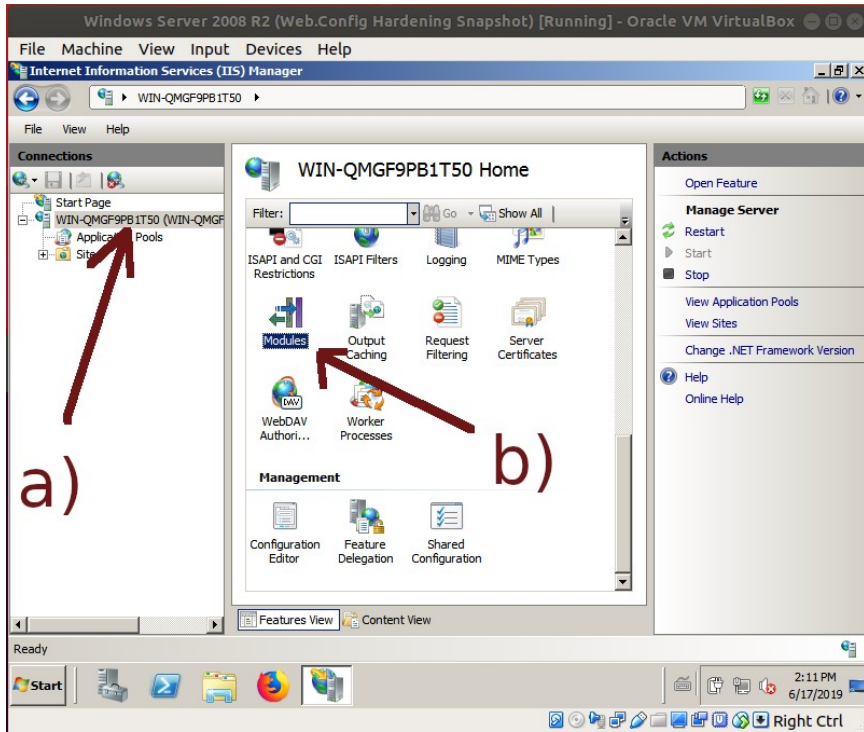 Windows Server 2008 R2 (Web.Config Hardening Snapshot) [Running] - Oracle VM VirtualBox
File Machine View Input Devices Help
Internet Information Services (IIS) Manager
WIN-QMGF9PB1T50
File View Help
Connections
Start Page
WIN-QMGF9PB1T50 (WIN-QMGF
Application Pools
Sites
a)
WIN-QMGF9PB1T50 Home
Filter: Go Show All
ISAPI and CGI Restrictions
ISAPI Filters
Logging
MIME Types
Modules
Output Caching
Request Filtering
Server Certificates
WebDAV Authori...
Worker Processes
b)
Management
Configuration Editor
Feature Delegation
Shared Configuration
Features View Content View
Actions
Open Feature
Manage Server
Restart
Start
Stop
View Application Pools
View Sites
Change .NET Framework Version
Help
Online Help
Ready
Start
2:11 PM
6/17/2019
Right Ctrl